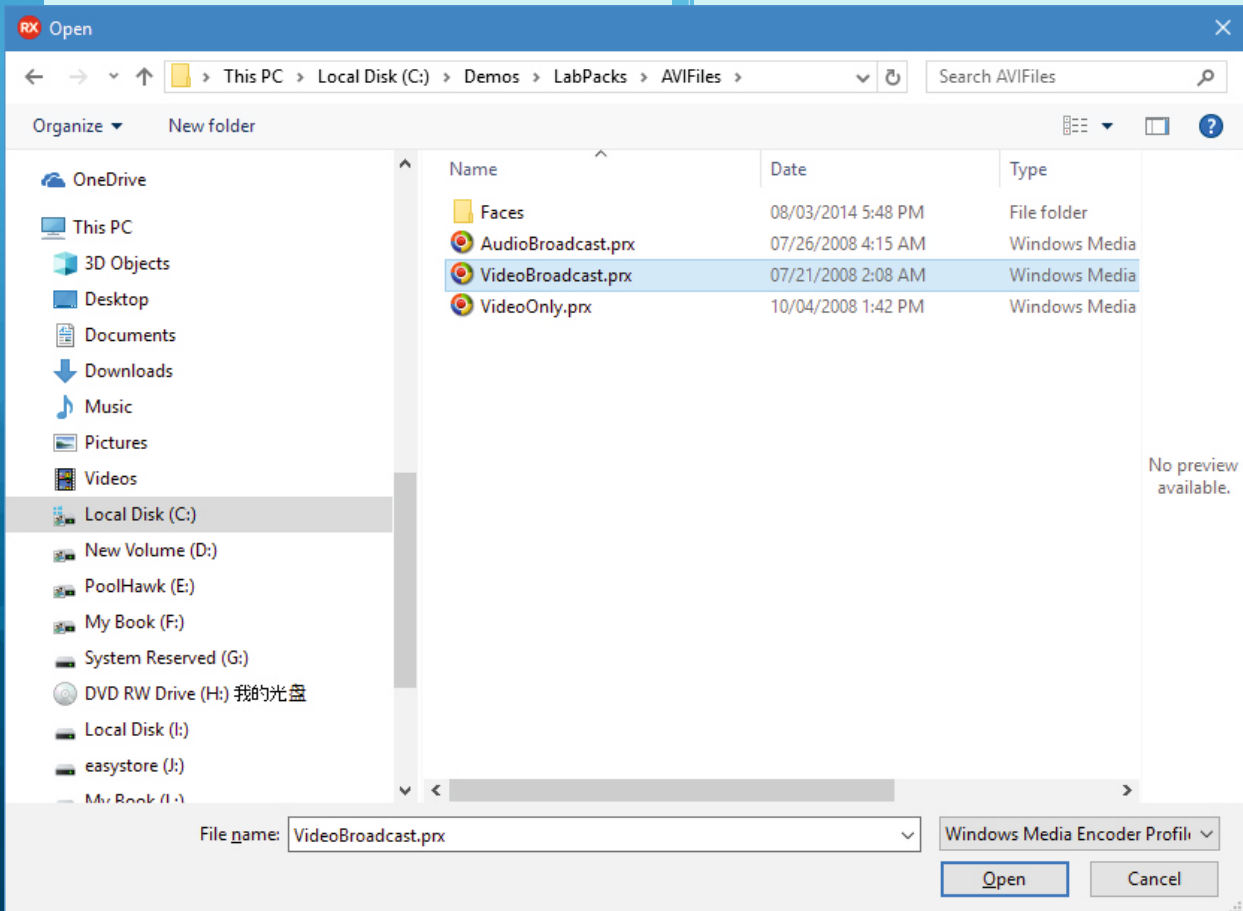 RX Open
This PC > Local Disk (C:) > Demos > LabPacks > AVIFiles >
Search AVIFiles
Organize
New folder
?
OneDrive
This PC
3D Objects
Desktop
Documents
Downloads
Music
Pictures
Videos
Local Disk (C:)
New Volume (D:)
PoolHawk (E:)
My Book (F:)
System Reserved (G:)
DVD RW Drive (H:) 我的光盘
Local Disk (I:)
easystore (J:)
My Book (L:)
Name Date Type
Faces 08/03/2014 5:48 PM File folder
AudioBroadcast.prx 07/26/2008 4:15 AM Windows Media
VideoBroadcast.prx 07/21/2008 2:08 AM Windows Media
VideoOnly.prx 10/04/2008 1:42 PM Windows Media
No preview
available.
File name: VideoBroadcast.prx
Windows Media Encoder Profil
Open
Cancel